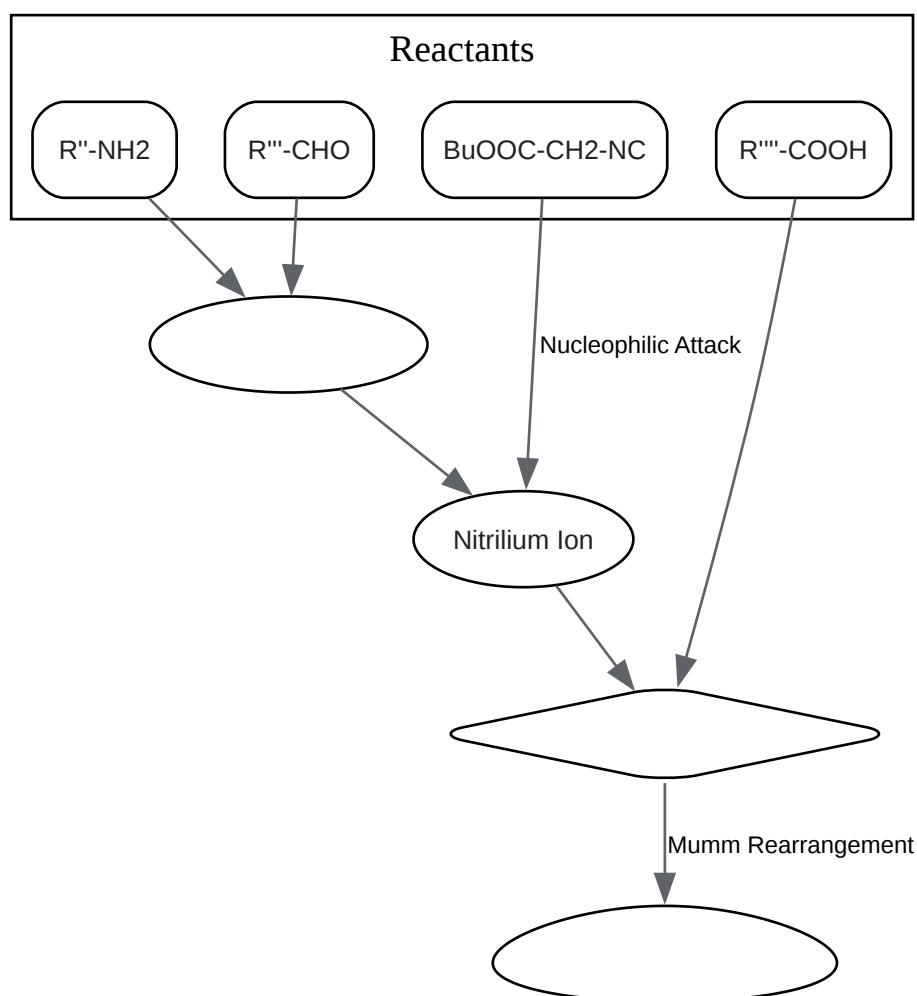 Reactants
R''-NH2
R'''-CHO
BuOOC-CH2-NC
R''''-COOH
Nucleophilic Attack
Nitrilium Ion
Mumm Rearrangement